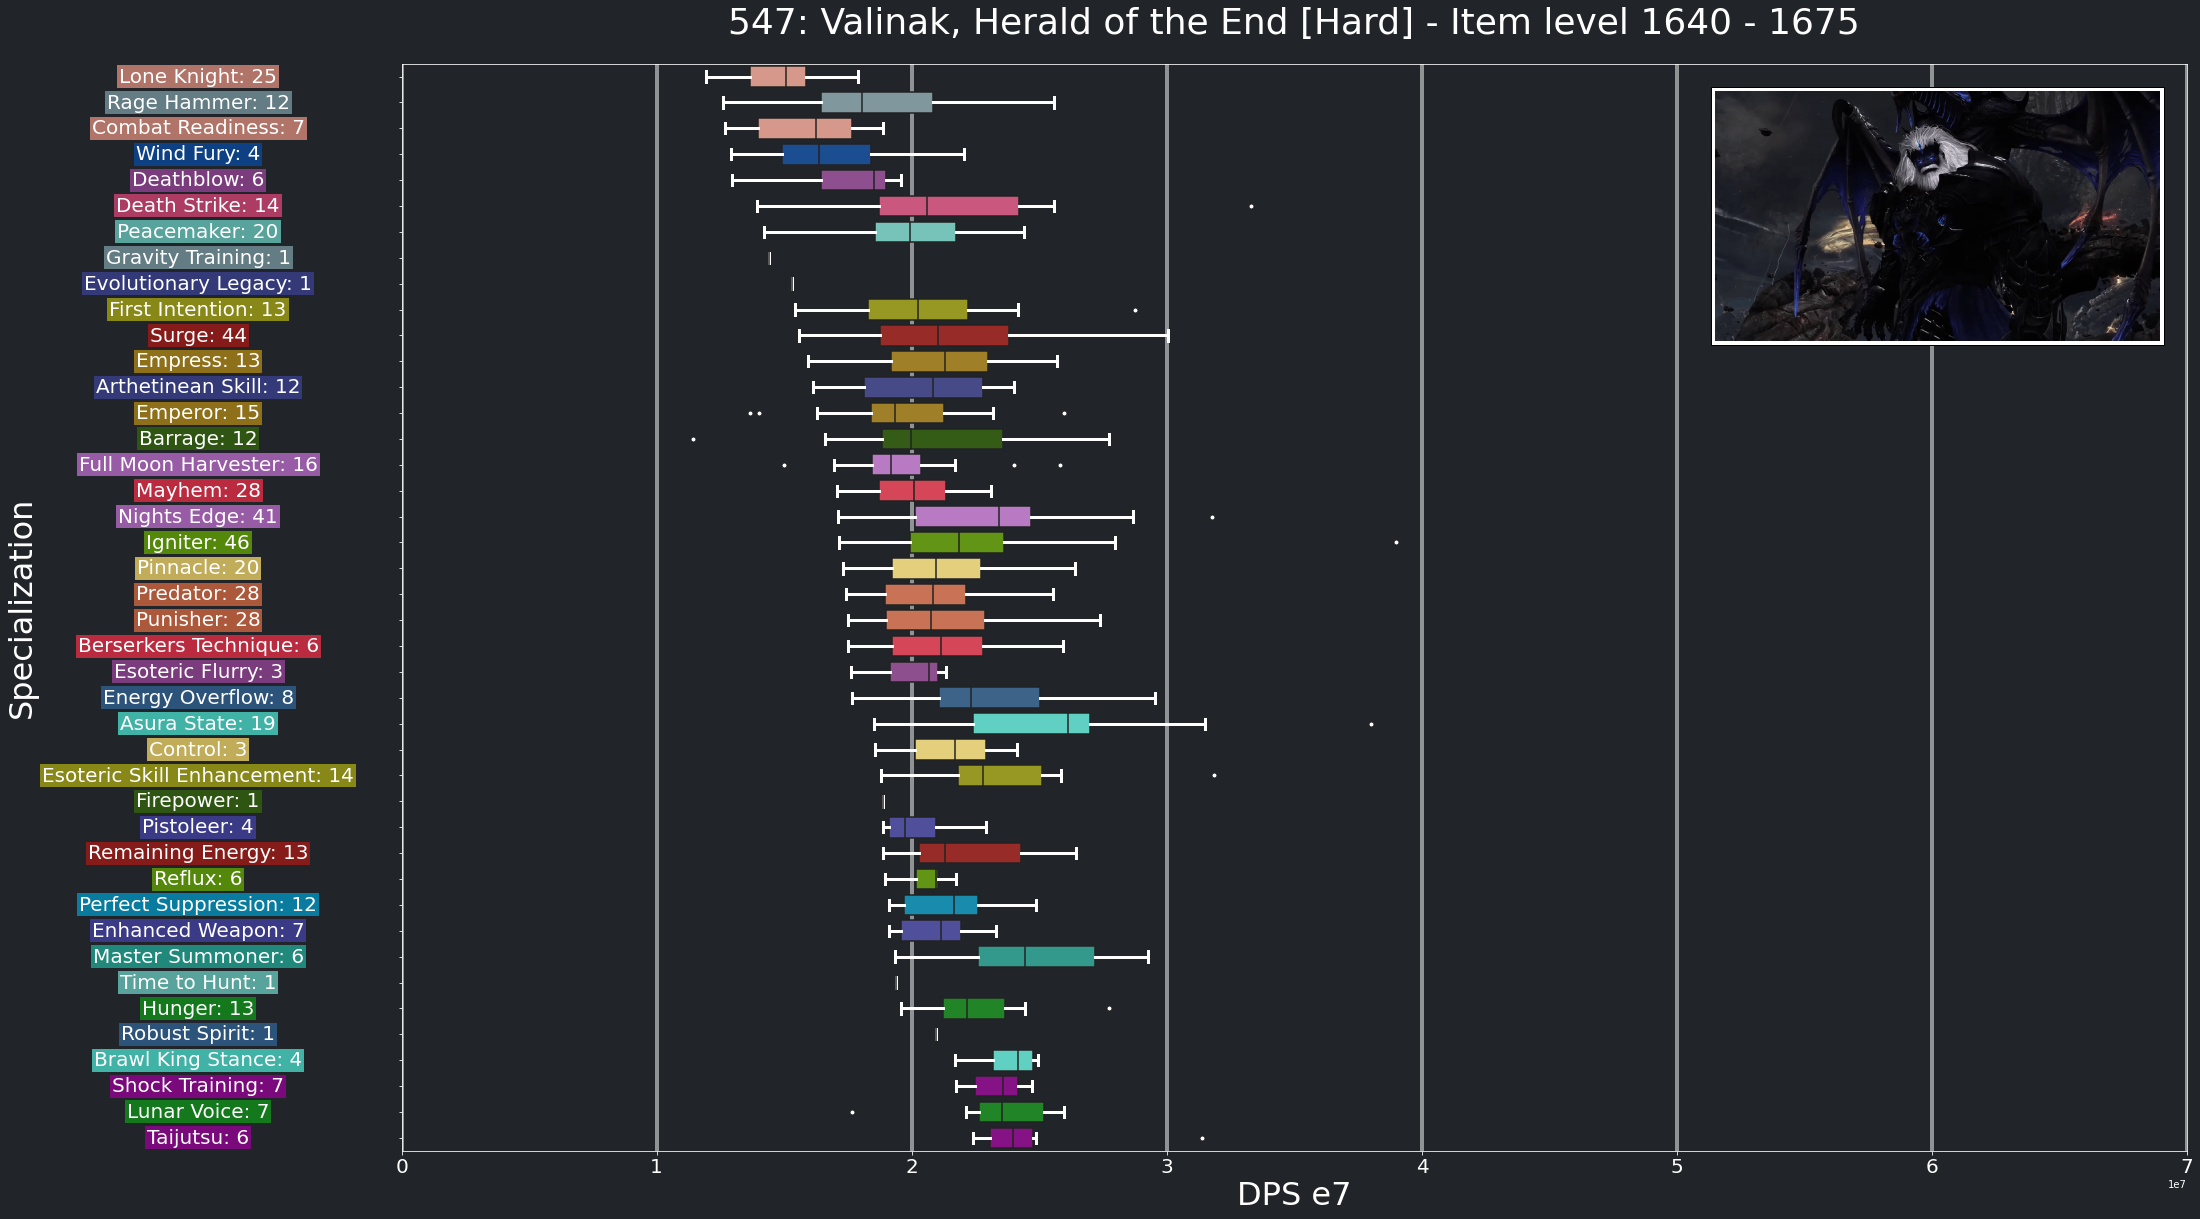 547: Valinak, Herald of the End [Hard] - Item level 1640 - 1675
Specialization
Lone Knight: 25
Rage Hammer: 12
Combat Readiness: 7
Wind Fury: 4
Deathblow: 6
Death Strike: 14
Peacemaker: 20
Gravity Training: 1
Evolutionary Legacy: 1
First Intention: 13
Surge: 44
Empress: 13
Arthetinean Skill: 12
Emperor: 15
Barrage: 12
Full Moon Harvester: 16
Mayhem: 28
Nights Edge: 41
Igniter: 46
Pinnacle: 20
Predator: 28
Punisher: 28
Berserkers Technique: 6
Esoteric Flurry: 3
Energy Overflow: 8
Asura State: 19
Control: 3
Esoteric Skill Enhancement: 14
Firepower: 1
Pistoleer: 4
Remaining Energy: 13
Reflux: 6
Perfect Suppression: 12
Enhanced Weapon: 7
Master Summoner: 6
Time to Hunt: 1
Hunger: 13
Robust Spirit: 1
Brawl King Stance: 4
Shock Training: 7
Lunar Voice: 7
Taijutsu: 6
0 1 2 3 4 5 6 7
1e7
DPS e7